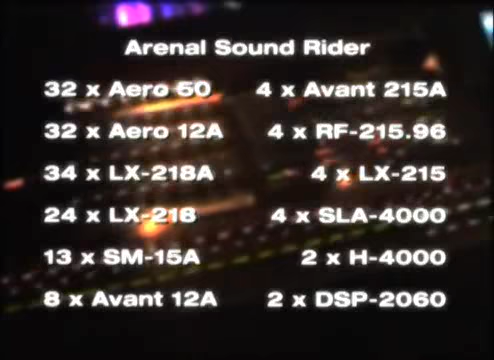 Arenal Sound Rider
32 x Aero 50 4 x Avant 215A
32 x Aero 12A 4 x RF-215.96
34 x LX-218A 4 x LX-215
24 x LX-218 4 x SLA-4000
13 x SM-15A 2 x H-4000
8 x Avant 12A 2 x DSP-2060